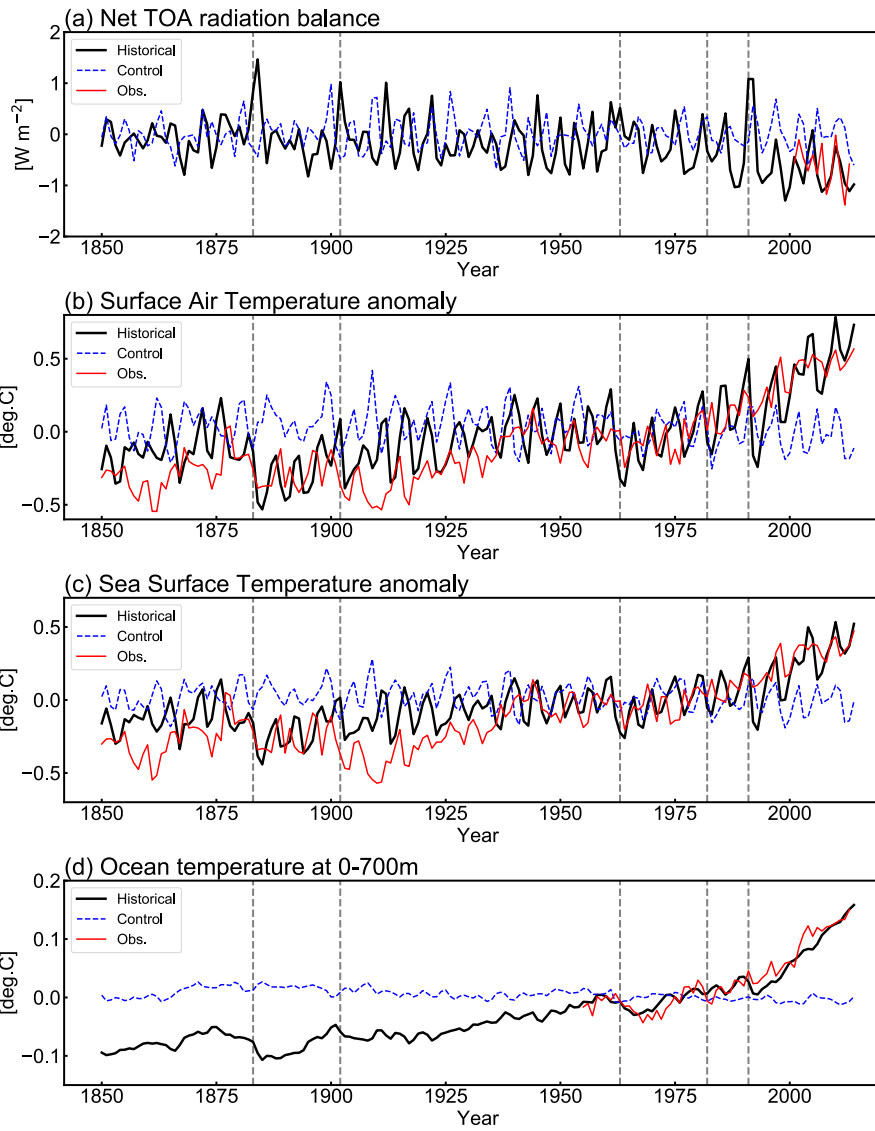 (a) Net TOA radiation balance
2
1
0
−1
−2
[W m−2]
Historical
Control
Obs.
1850 1875 1900 1925 1950 1975 2000
Year
(b) Surface Air Temperature anomaly
0.5
0.0
−0.5
[deg.C]
Historical
Control
Obs.
1850 1875 1900 1925 1950 1975 2000
Year
(c) Sea Surface Temperature anomaly
0.5
0.0
−0.5
[deg.C]
Historical
Control
Obs.
1850 1875 1900 1925 1950 1975 2000
Year
(d) Ocean temperature at 0-700m
0.2
0.1
0.0
−0.1
[deg.C]
Historical
Control
Obs.
1850 1875 1900 1925 1950 1975 2000
Year